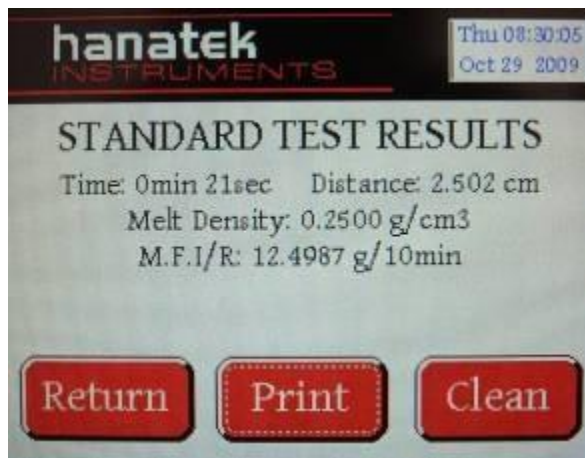 hanatek
INSTRUMENTS
Thu 08:30:05
Oct 29 2009
STANDARD TEST RESULTS
Time: 0min 21sec Distance: 2.502 cm
Melt Density: 0.2500 g/cm3
M.F.I/R: 12.4987 g/10min
Return Print Clean